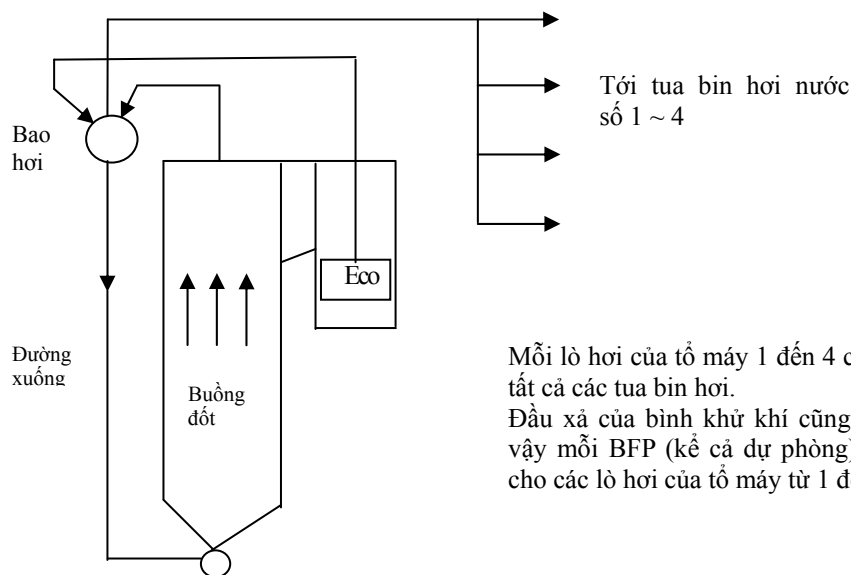 Tới tua bin hơi nước
số 1 ~ 4
Bao
hơi
Eco
Đường
xuống
Buồng
đốt
Mỗi lò hơi của tổ máy 1 đến 4
tất cả các tua bin hơi.
Đầu xả của bình khử khí cũng
vậy mỗi BFP (kể cả dự phòng)
cho các lò hơi của tổ máy từ 1